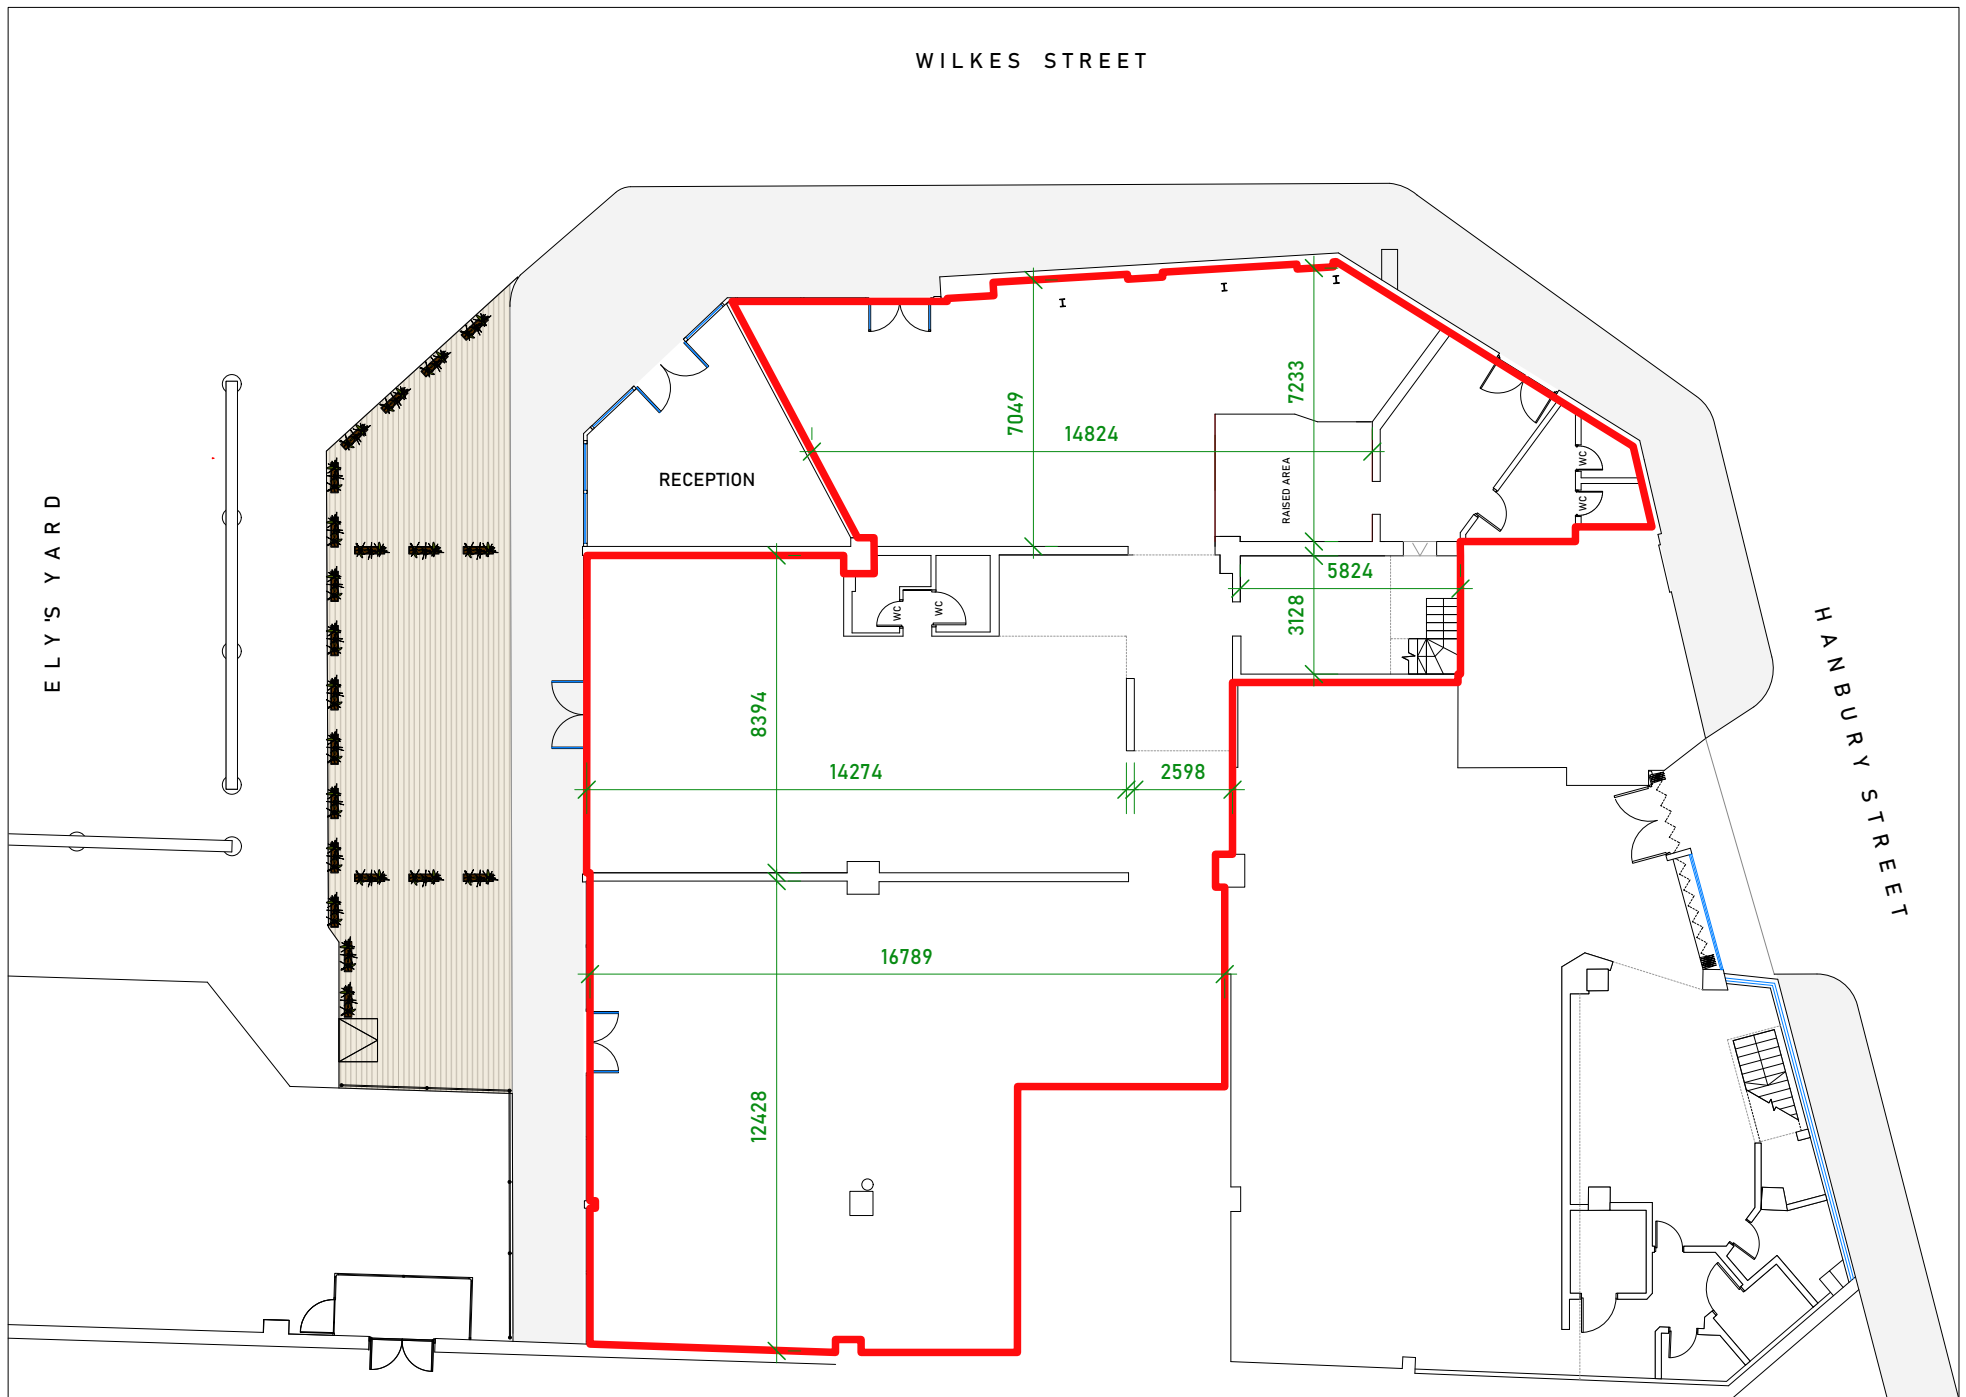 WILKES STREET
7233
7049
14824
RAISED AREA
WC
WC
RECEPTION
ELY'S YARD
5824
3128
WC
WC
HANBURY STREET
8394
14274
2598
16789
12428